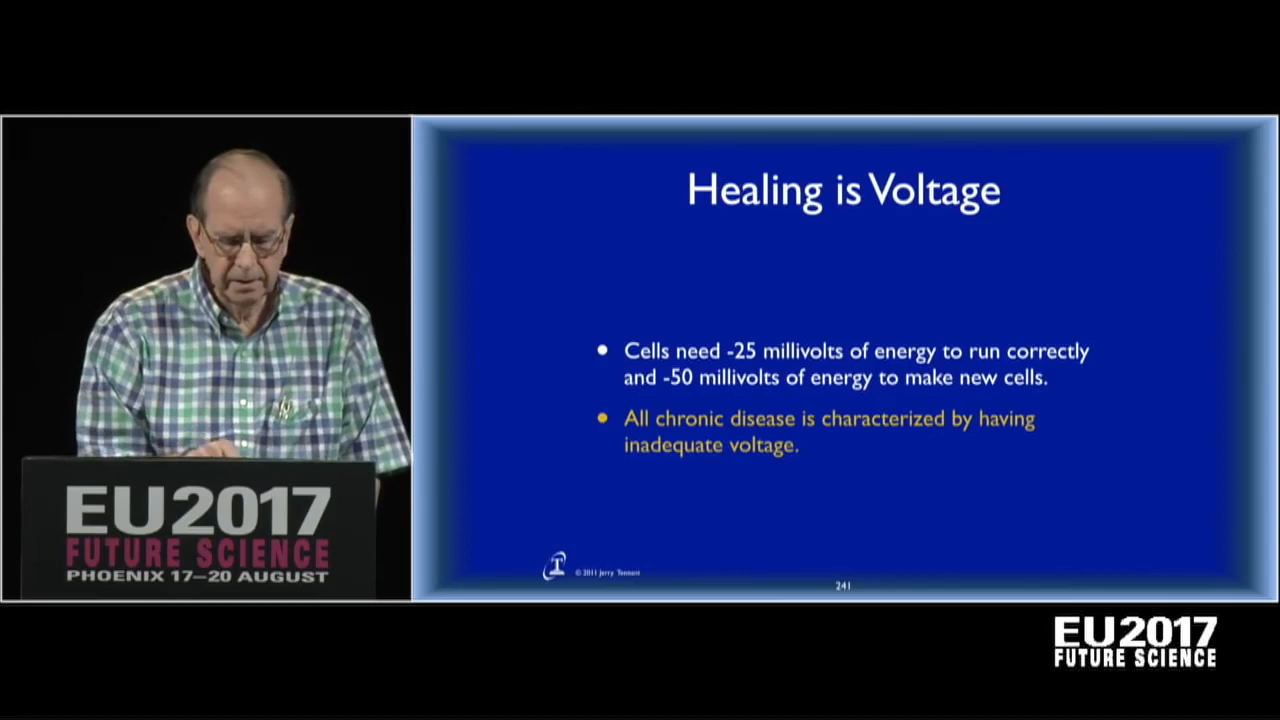 Healing is Voltage
Cells need -25 millivolts of energy to run correctly
and -50 millivolts of energy to make new cells.
All chronic disease is characterized by having
inadequate voltage.
T
© 2011 Jerry Tennant
241
EU2017
FUTURE SCIENCE
PHOENIX 17–20 AUGUST
EU2017
FUTURE SCIENCE